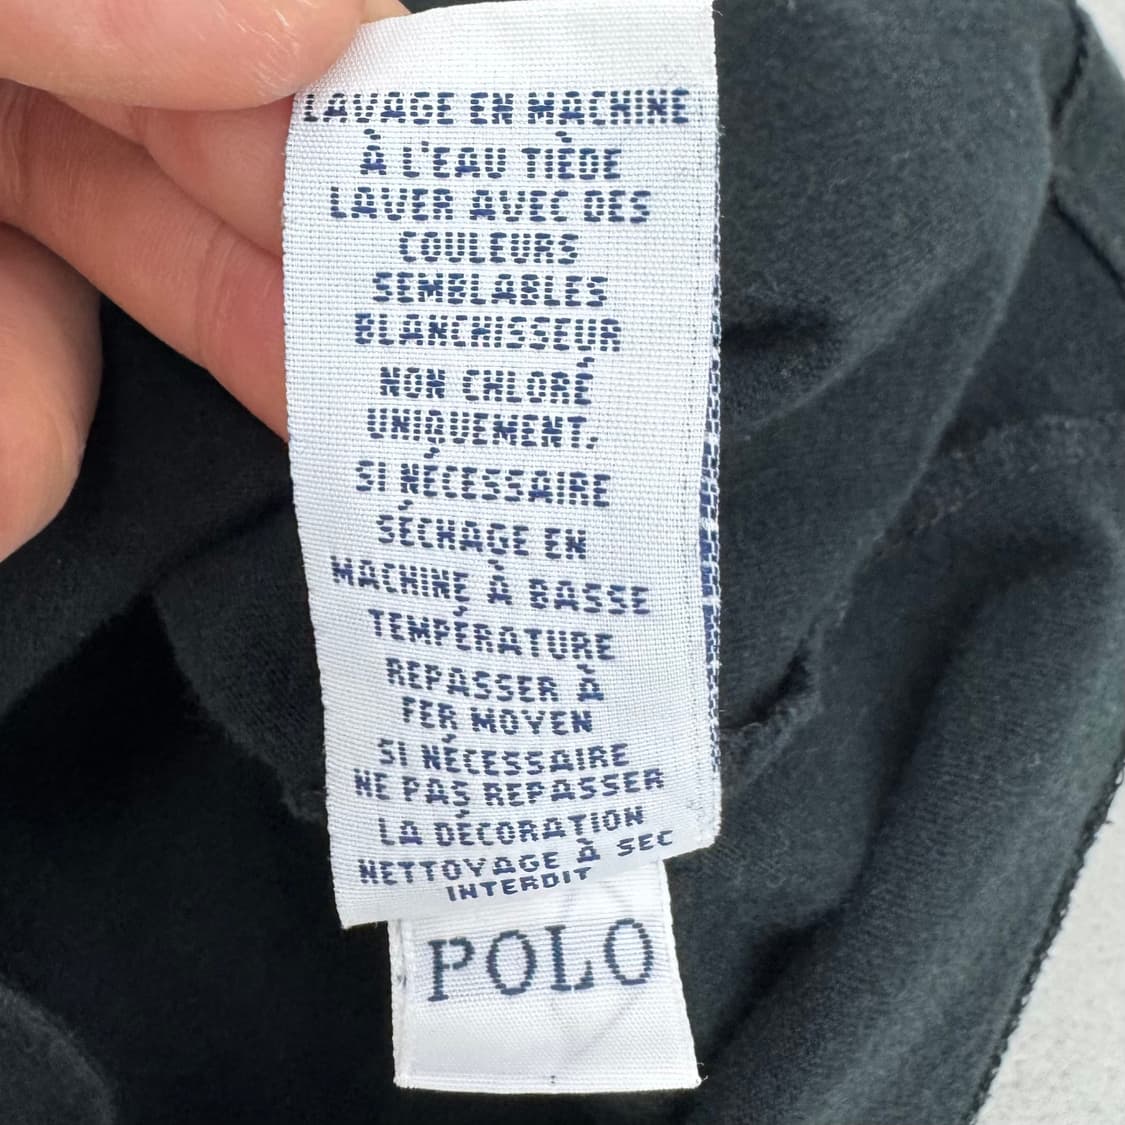 LAVAGE EN MACHINE
À L'EAU TIÈDE
LAVER AVEC DES
COULEURS
SEMBLABLES
BLANCHISSEUR
NON CHLORÉ
UNIQUEMENT,
SI NÉCESSAIRE
SÉCHAGE EN
MACHINE À BASSE
TEMPÉRATURE
REPASSER À
FER MOYEN
SI NÉCESSAIRE
NE PAS REPASSER
LA DÉCORATION
NETTOYAGE À SEC
INTERDIT
POLO